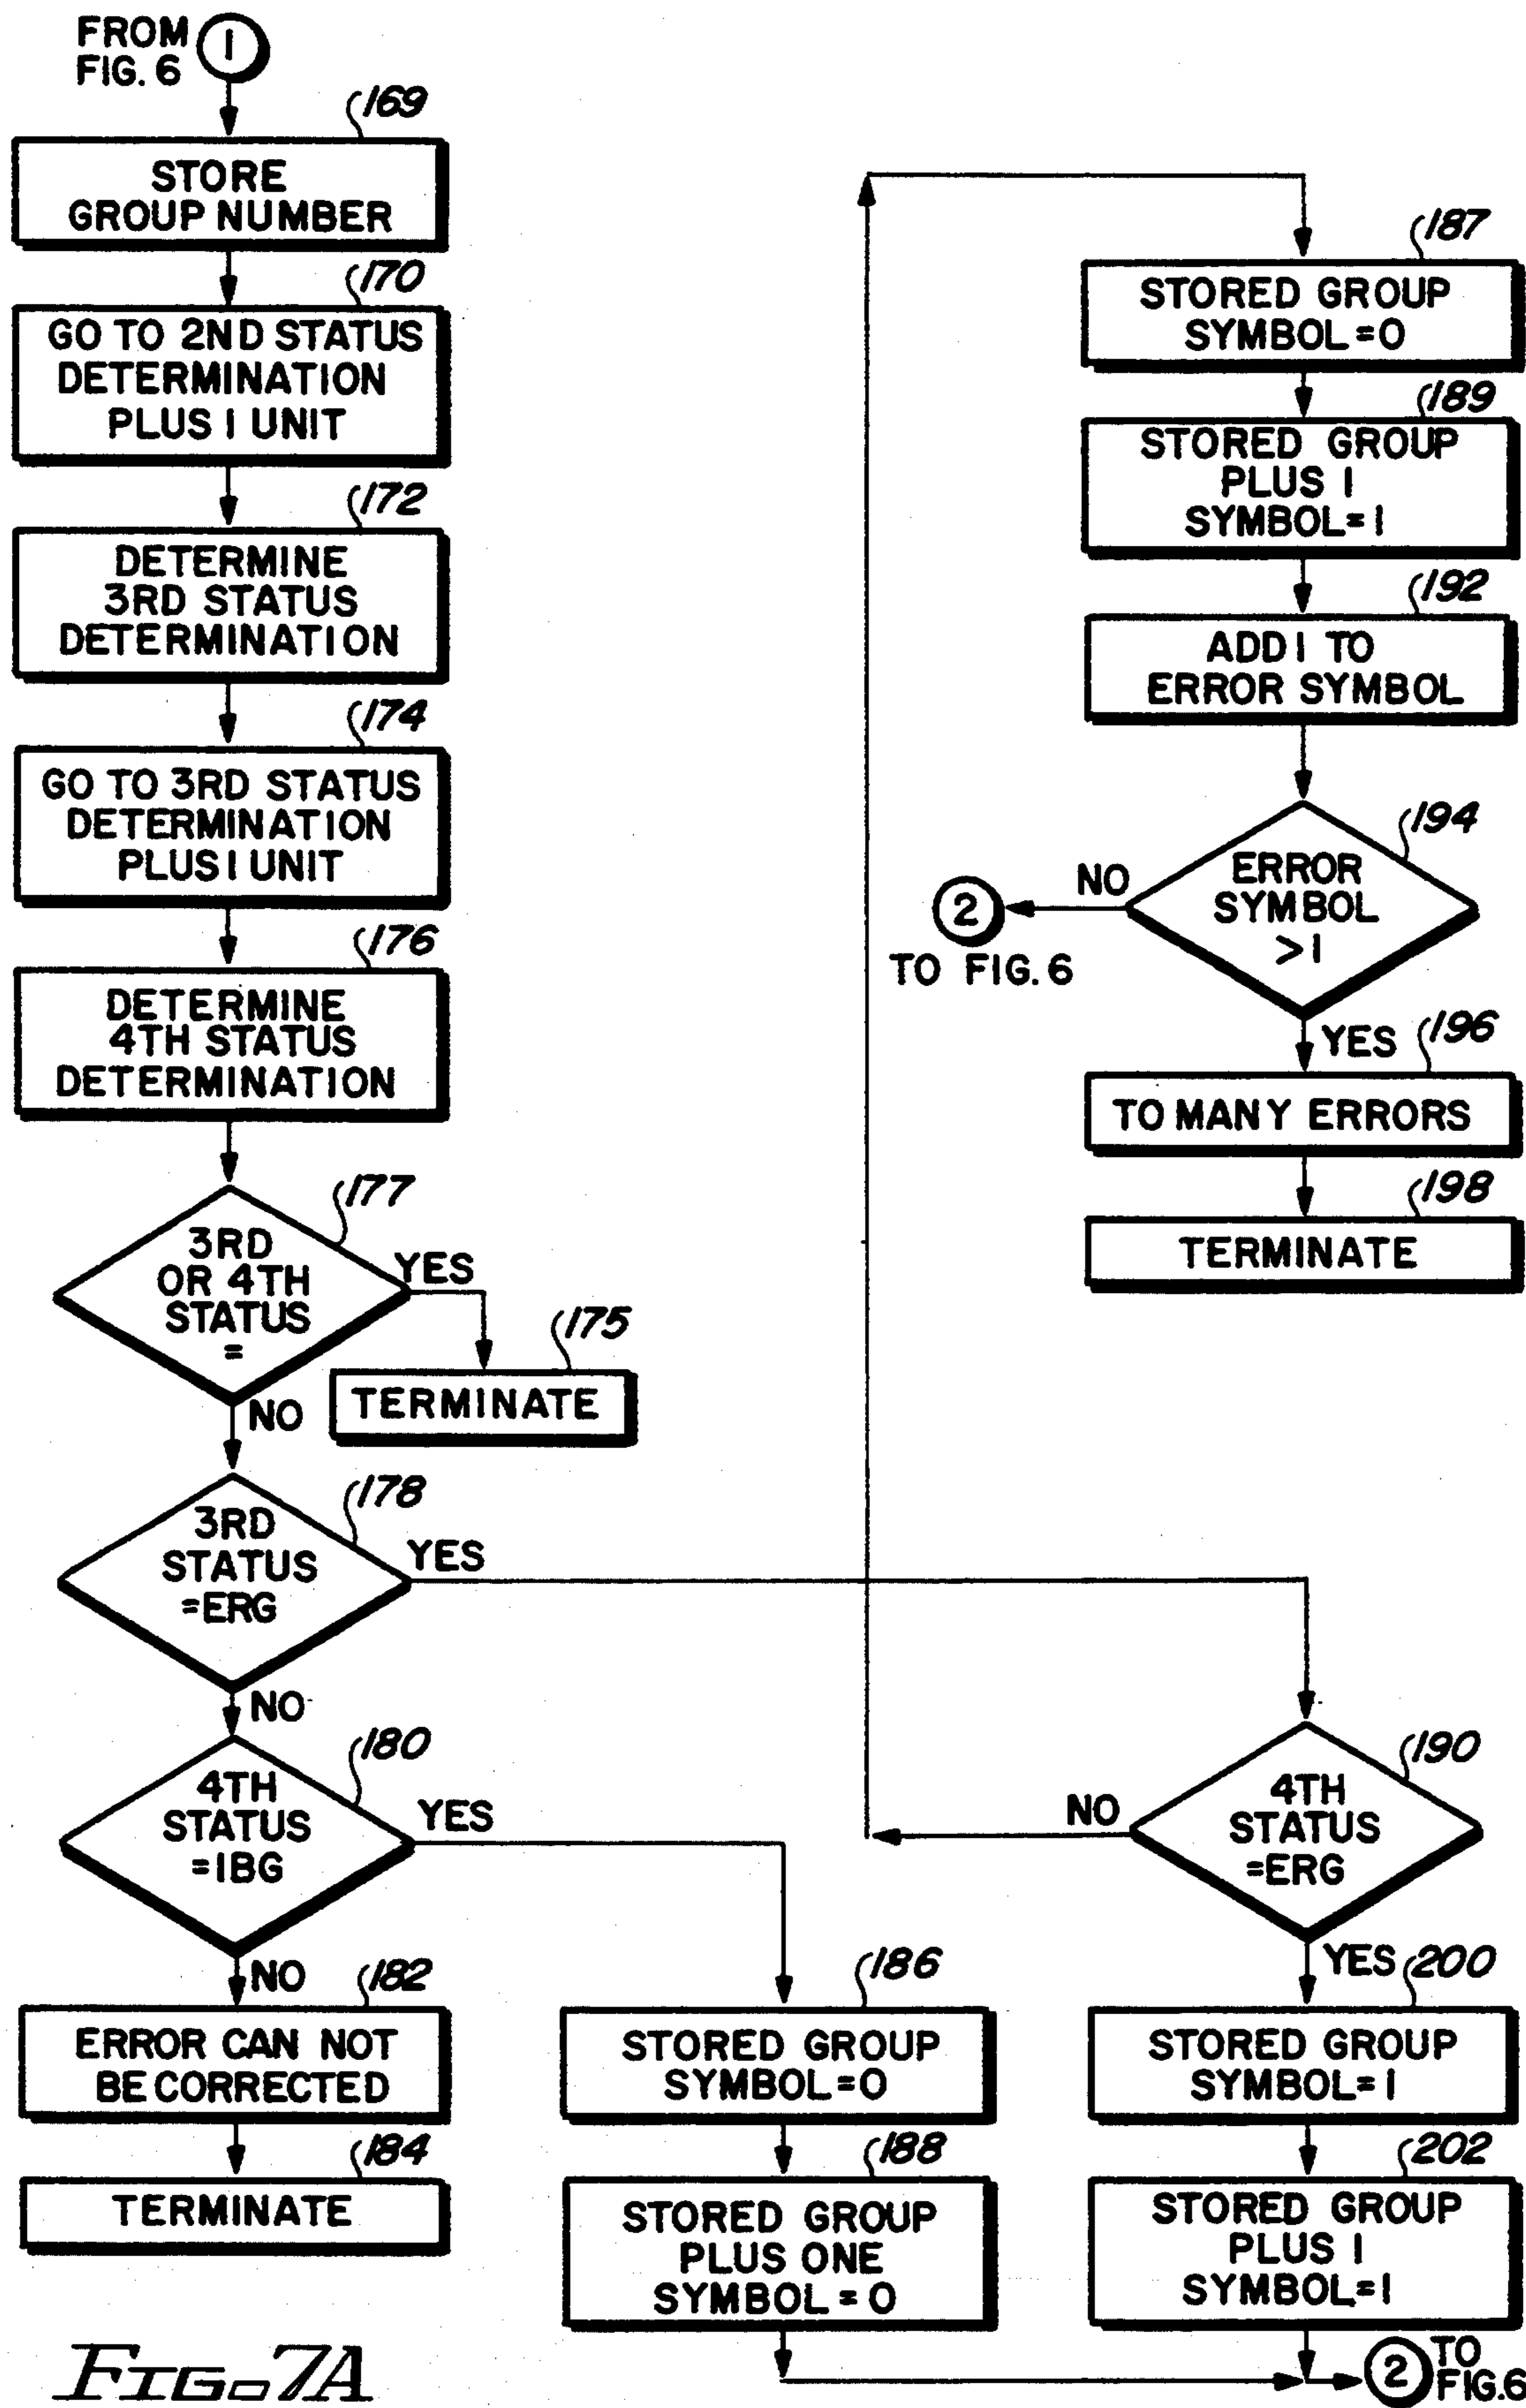 FROM
FIG. 6
1
169
STORE
GROUP NUMBER
170
GO TO 2ND STATUS
DETERMINATION
PLUS 1 UNIT
172
DETERMINE
3RD STATUS
DETERMINATION
174
GO TO 3RD STATUS
DETERMINATION
PLUS 1 UNIT
176
DETERMINE
4TH STATUS
DETERMINATION
177
3RD
OR 4TH
STATUS
=
YES
175
TERMINATE
NO
178
3RD
STATUS
=ERG
YES
NO
180
4TH
STATUS
=IBG
YES
NO
182
ERROR CAN NOT
BE CORRECTED
184
TERMINATE
186
STORED GROUP
SYMBOL=0
188
STORED GROUP
PLUS ONE
SYMBOL=0
187
STORED GROUP
SYMBOL=0
189
STORED GROUP
PLUS 1
SYMBOL=1
192
ADD 1 TO
ERROR SYMBOL
194
ERROR
SYMBOL
>1
NO
2
TO FIG. 6
YES
196
TO MANY ERRORS
198
TERMINATE
190
4TH
STATUS
=ERG
NO
YES
200
STORED GROUP
SYMBOL=1
202
STORED GROUP
PLUS 1
SYMBOL=1
2
TO
FIG.6
FIG. 7A